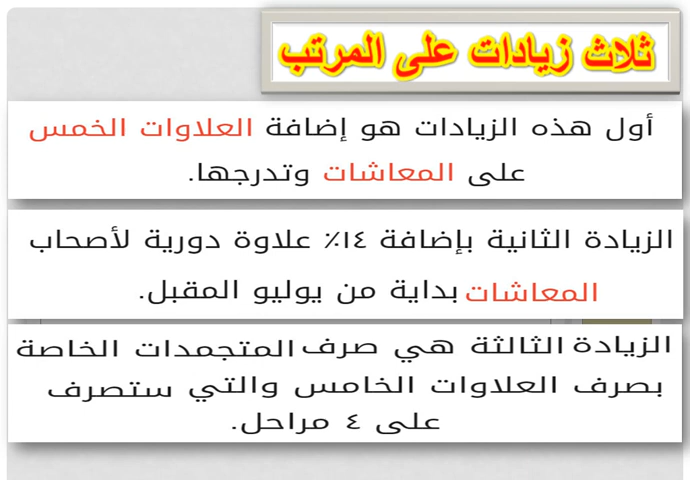 ثلاث زيادات على المرتب
أول هذه الزيادات هو إضافة العلاوات الخمس
على المعاشات وتدرجها.
الزيادة الثانية بإضافة ١٤٪ علاوة دورية لأصحاب
المعاشات بداية من يوليو المقبل.
الزيادة الثالثة هي صرف المتجمدات الخاصة
بصرف العلاوات الخامس والتي ستصرف
على ٤ مراحل.